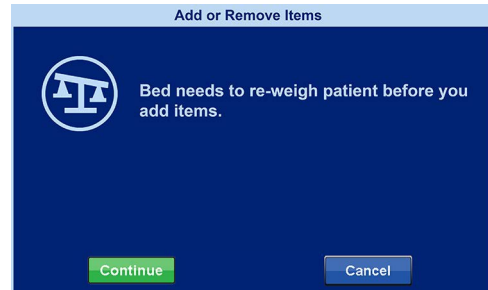 Add or Remove Items
Bed needs to re-weigh patient before you
add items.
Continue
Cancel